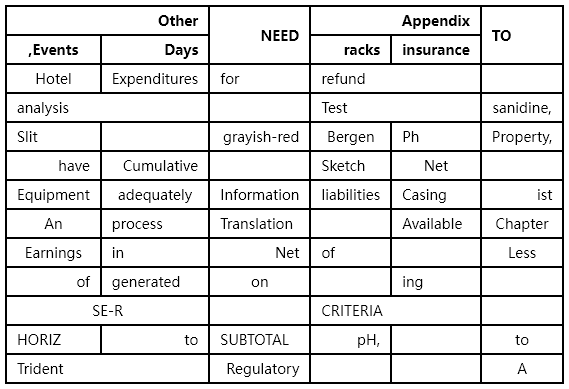 Other NEED Appendix TO
,Events Days racks insurance
Hotel Expenditures for refund
analysis Test sanidine,
Slit grayish-red Bergen Ph Property,
have Cumulative Sketch Net
Equipment adequately Information liabilities Casing ist
An process Translation Available Chapter
Earnings in Net of Less
of generated on ing
SE-R CRITERIA
HORIZ to SUBTOTAL pH, to
Trident Regulatory A